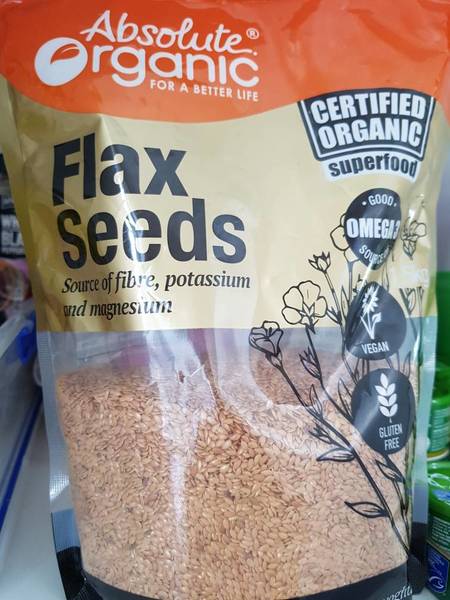 Absolute®
Organic
FOR A BETTER LIFE
CERTIFIED
ORGANIC
superfood
Flax
Seeds
Source of fibre, potassium
and magnesium
• GOOD •
OMEGA 3
SOURCE
VEGAN
GLUTEN
FREE